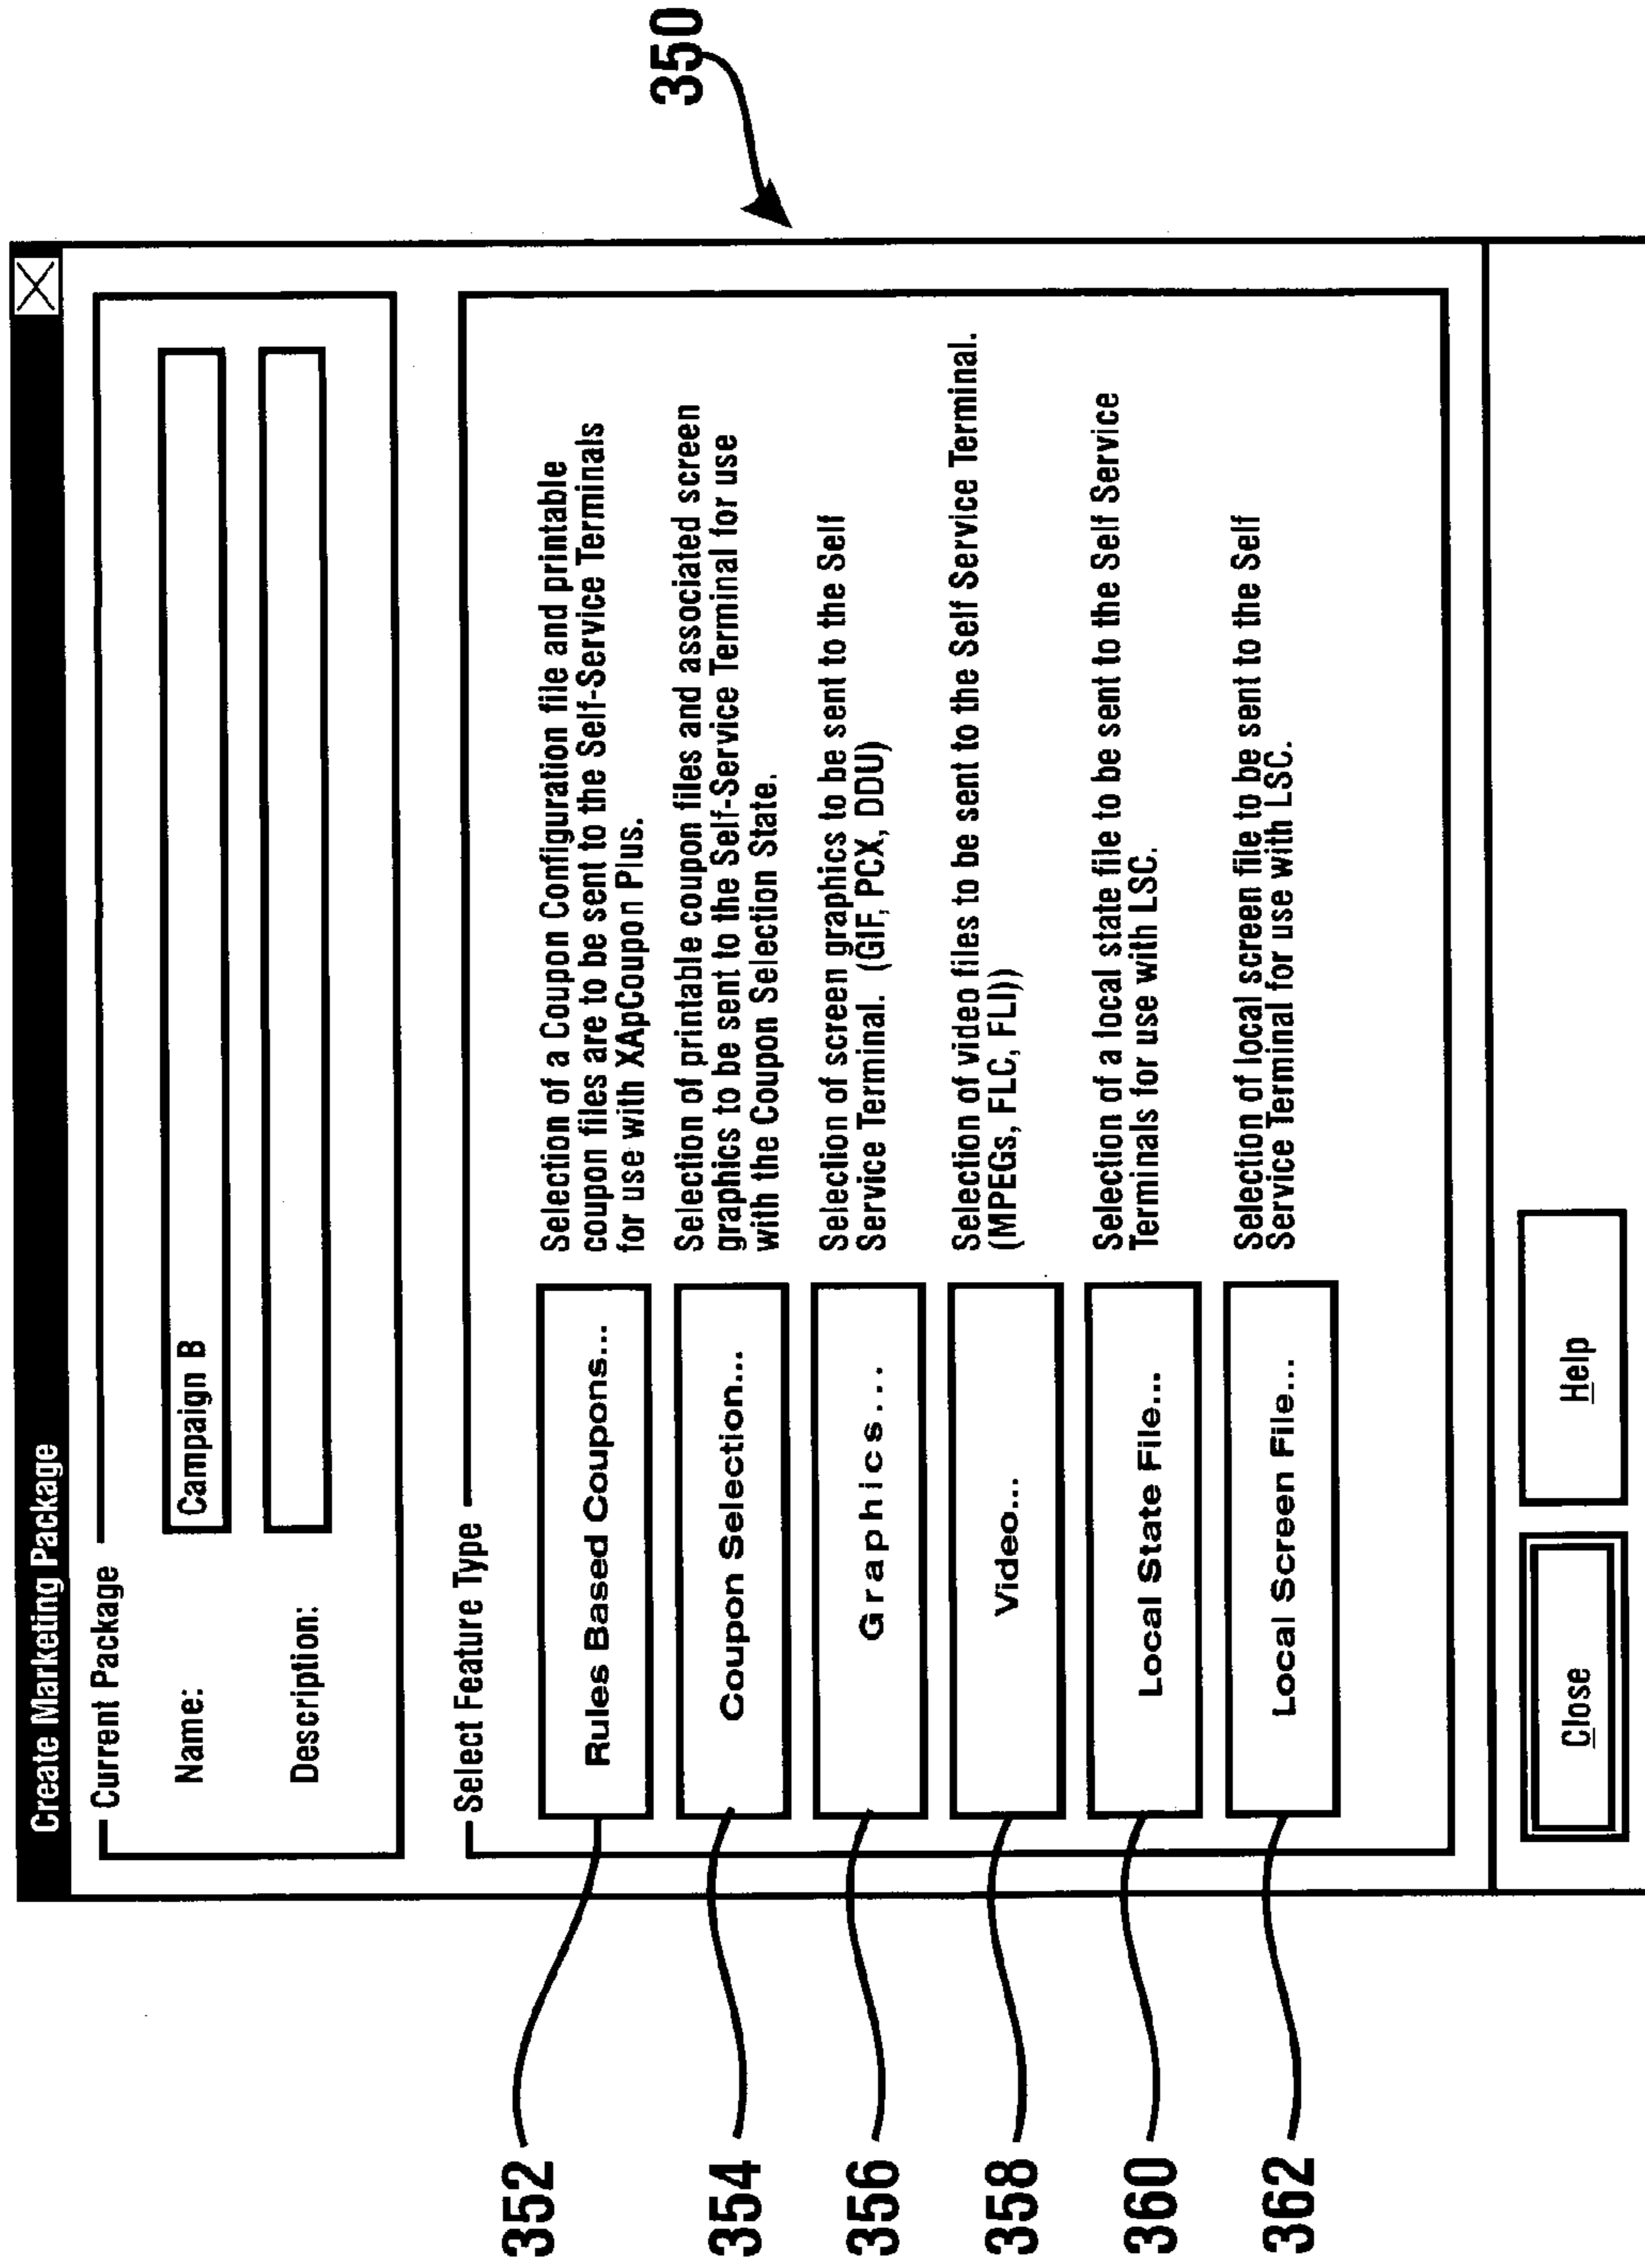 Create Marketing Package
Current Package
Name:
Campaign B
Description:
Select Feature Type
Rules Based Coupons...
Selection of a Coupon Configuration file and printable
coupon files are to be sent to the Self-Service Terminals
for use with XApCoupon Plus.
Coupon Selection...
Selection of printable coupon files and associated screen
graphics to be sent to the Self-Service Terminal for use
with the Coupon Selection State.
Graphics...
Selection of screen graphics to be sent to the Self
Service Terminal. (GIF, PCX, DDU)
Video...
Selection of video files to be sent to the Self Service Terminal.
(MPEGs, FLC, FLI))
Local State File...
Selection of a local state file to be sent to the Self Service
Terminals for use with LSC.
Local Screen File...
Selection of local screen file to be sent to the Self
Service Terminal for use with LSC.
Close
Help
350
352
354
356
358
360
362